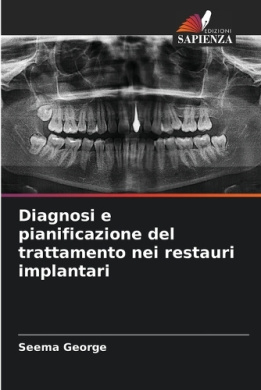 EDIZIONI
SAPIENZA
Diagnosi e
pianificazione del
trattamento nei restauri
implantari
Seema George